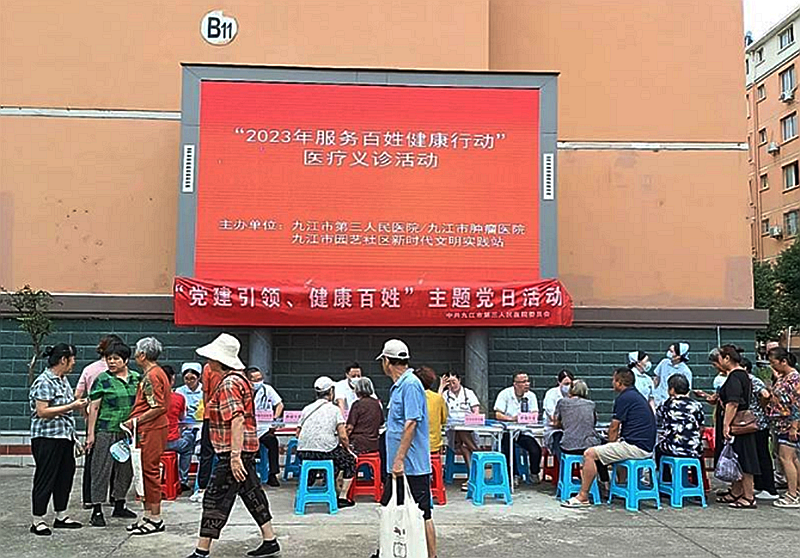 B11
“2023年服务百姓健康行动”
医疗义诊活动
主办单位：九江市第三人民医院/九江市肿瘤医院
九江市园艺社区新时代文明实践站
“党建引领、健康百姓”主题党日活动
中共九江市第三人民医院委员会